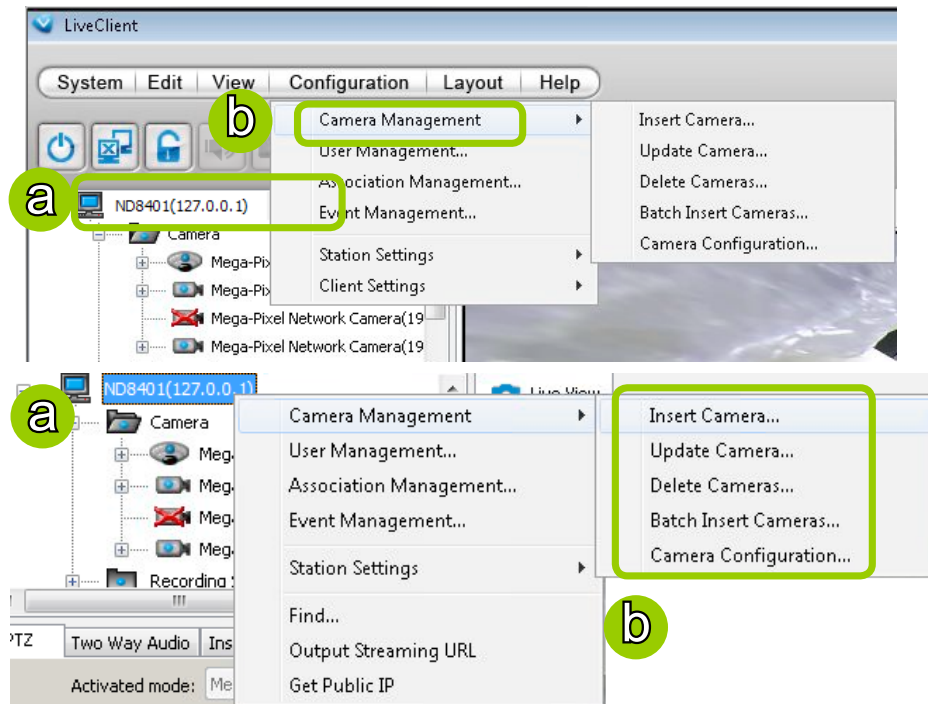 LiveClient
System Edit View Configuration Layout Help
b
Camera Management
User Management...
Association Management...
Event Management...
Station Settings
Client Settings
Insert Camera...
Update Camera...
Delete Cameras...
Batch Insert Cameras...
Camera Configuration...
a
ND8401(127.0.0.1)
Camera
Mega-Pix
Mega-Pix
Mega-Pixel Network Camera(19
Mega-Pixel Network Camera(19
a
ND8401(127.0.0.1)
Camera
Mega
Mega
Mega
Mega
Recording S
Live View
Camera Management
User Management...
Association Management...
Event Management...
Station Settings
Find...
Output Streaming URL
Get Public IP
Insert Camera...
Update Camera...
Delete Cameras...
Batch Insert Cameras...
Camera Configuration...
b
PTZ Two Way Audio Ins
Activated mode: Me